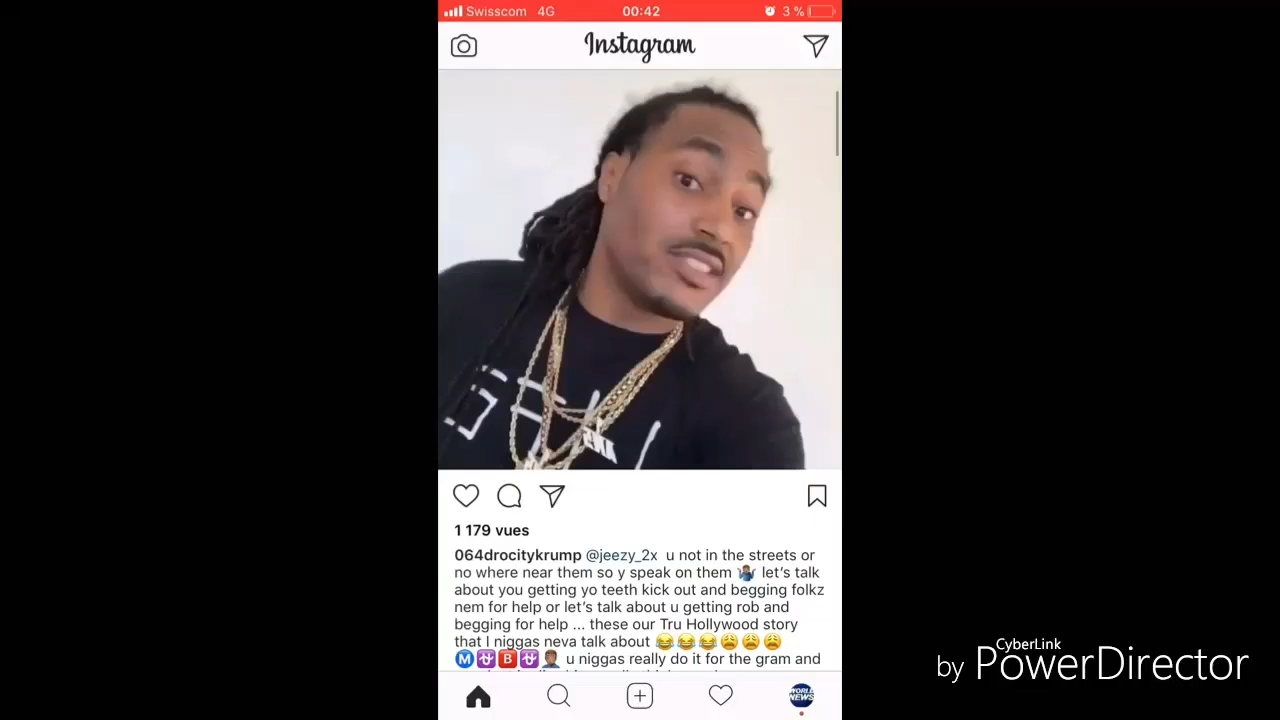 Swisscom 4G 00:42 3 %
Instagram
1 179 vues
064drocitykrump @jeezy_2x u not in the streets or
no where near them so y speak on them 🤷🏽‍♂️ let's talk
about you getting yo teeth kick out and begging folkz
nem for help or let's talk about u getting rob and
begging for help ... these our Tru Hollywood story
that I niggas neva talk about 😂😂😂😩😩😩
Ⓜ️⛎🅱️⛎🤦🏽‍♂️ u niggas really do it for the gram and
WORLD
NEWS
CyberLink
by PowerDirector